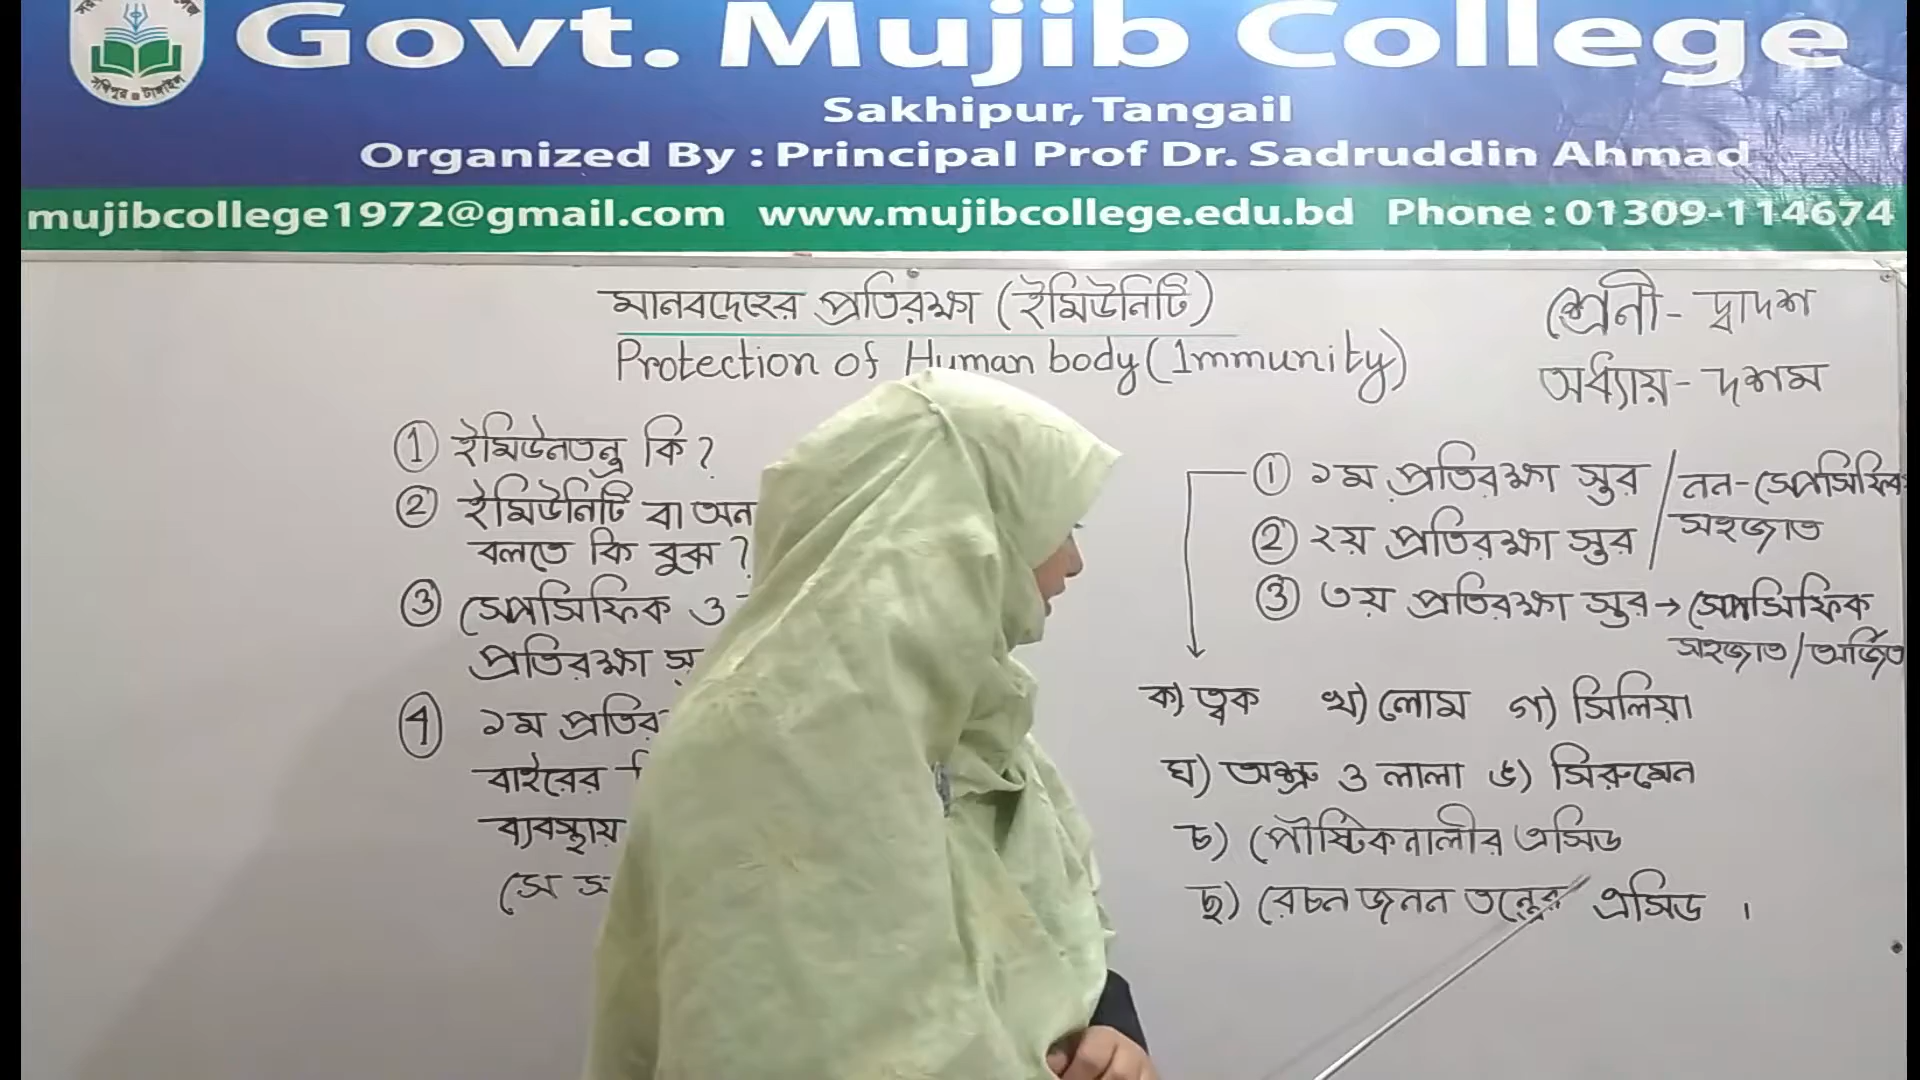 Govt. Mujib College
সখিপুর, টাংগাইল
Sakhipur, Tangail
Organized By : Principal Prof Dr. Sadruddin Ahmad
mujibcollege1972@gmail.com www.mujibcollege.edu.bd Phone : 01309-114674
মানবদেহের প্রতিরক্ষা (ইমিউনিটি)
Protection of Human body (Immunity)
শ্রেনী - দ্বাদশ
অধ্যায় - দশম
① ইমিউনতন্ত্র কি ?
② ইমিউনিটি বা
বলতে কি বুঝ ?
③ স্পেসিফিক ও
প্রতিরক্ষা
④ ১ম
বাইরের
ব্যবস্থায়
সে
① ১ম প্রতিরক্ষা স্তর / নন-স্পেসিফিক
② ২য় প্রতিরক্ষা স্তর / সহজাত
③ ৩য় প্রতিরক্ষা স্তর → স্পেসিফিক
সহজাত / অর্জিত
ক) ত্বক খ) লোম গ) সিলিয়া
ঘ) অশ্রু ও লালা ঙ) সিরুমেন
চ) পৌষ্টিকনালীর এসিড
ছ) রেচন জনন তন্ত্রের এসিড ।